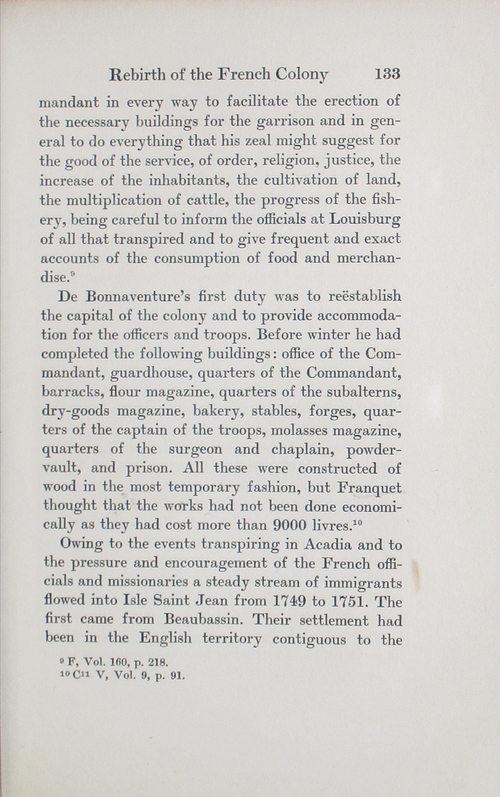 Rebirth of the French Colony 133
mandant in every way to facilitate the erection of
the necessary buildings for the garrison and in gen-
eral to do everything that his zeal might suggest for
the good of the service, of order, religion, justice, the
increase of the inhabitants, the cultivation of land,
the multiplication of cattle, the progress of the fish-
ery, being careful to inform the officials at Louisburg
of all that transpired and to give frequent and exact
accounts of the consumption of food and merchan-
dise.⁹
De Bonnaventure's first duty was to reëstablish
the capital of the colony and to provide accommoda-
tion for the officers and troops. Before winter he had
completed the following buildings: office of the Com-
mandant, guardhouse, quarters of the Commandant,
barracks, flour magazine, quarters of the subalterns,
dry-goods magazine, bakery, stables, forges, quar-
ters of the captain of the troops, molasses magazine,
quarters of the surgeon and chaplain, powder-
vault, and prison. All these were constructed of
wood in the most temporary fashion, but Franquet
thought that the works had not been done economi-
cally as they had cost more than 9000 livres.¹⁰
Owing to the events transpiring in Acadia and to
the pressure and encouragement of the French offi-
cials and missionaries a steady stream of immigrants
flowed into Isle Saint Jean from 1749 to 1751. The
first came from Beaubassin. Their settlement had
been in the English territory contiguous to the
⁹ F, Vol. 160, p. 218.
¹⁰ C¹¹ V, Vol. 9, p. 91.